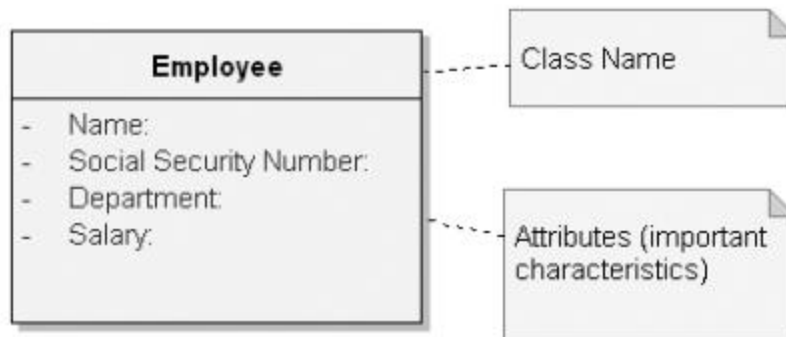 Employee
- Name:
- Social Security Number:
- Department:
- Salary:
Class Name
Attributes (important
characteristics)